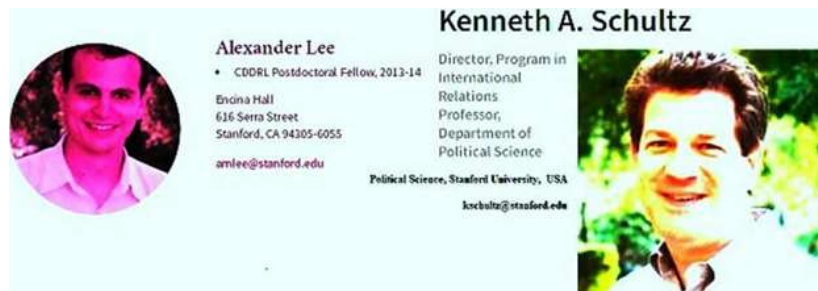 Kenneth A. Schultz
Alexander Lee
• CDDRL Postdoctoral Fellow, 2013-14
Encina Hall
616 Serra Street
Stanford, CA 94305-6055
amlee@stanford.edu
Director, Program in
International
Relations
Professor,
Department of
Political Science
Political Science, Stanford University, USA
kschultz@stanford.edu